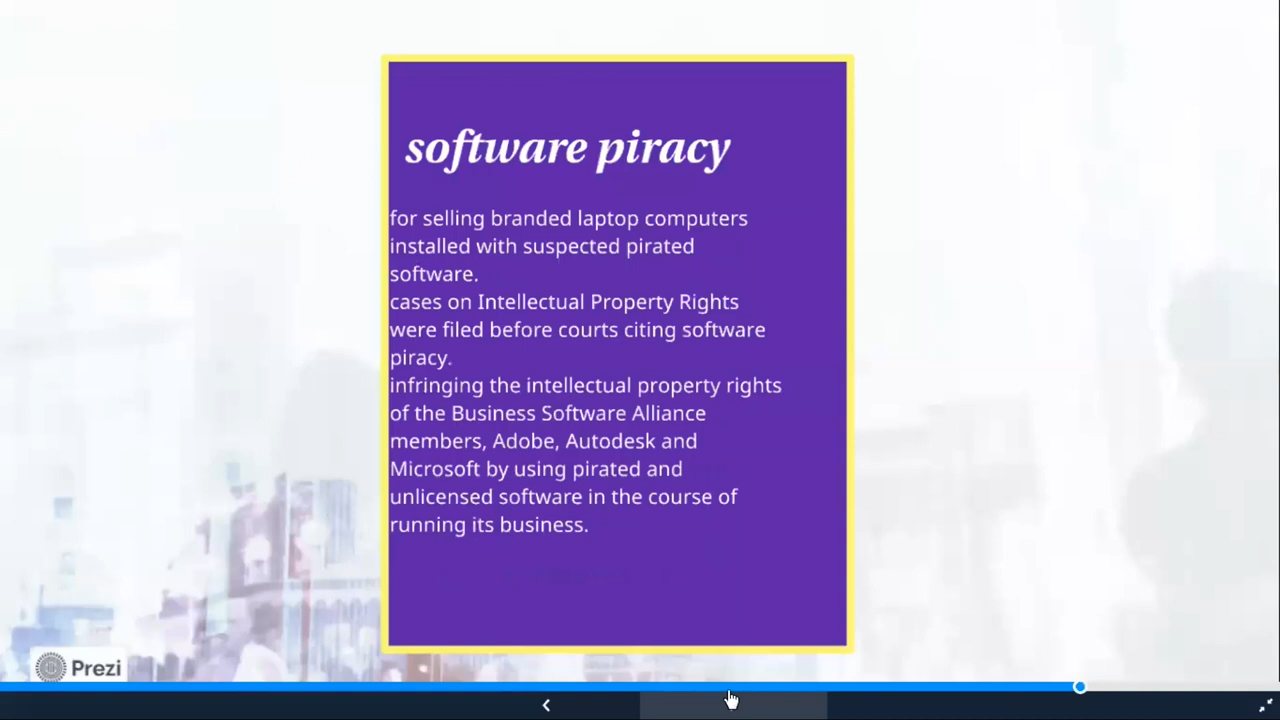 software piracy
for selling branded laptop computers
installed with suspected pirated
software.
cases on Intellectual Property Rights
were filed before courts citing software
piracy.
infringing the intellectual property rights
of the Business Software Alliance
members, Adobe, Autodesk and
Microsoft by using pirated and
unlicensed software in the course of
running its business.
Prezi